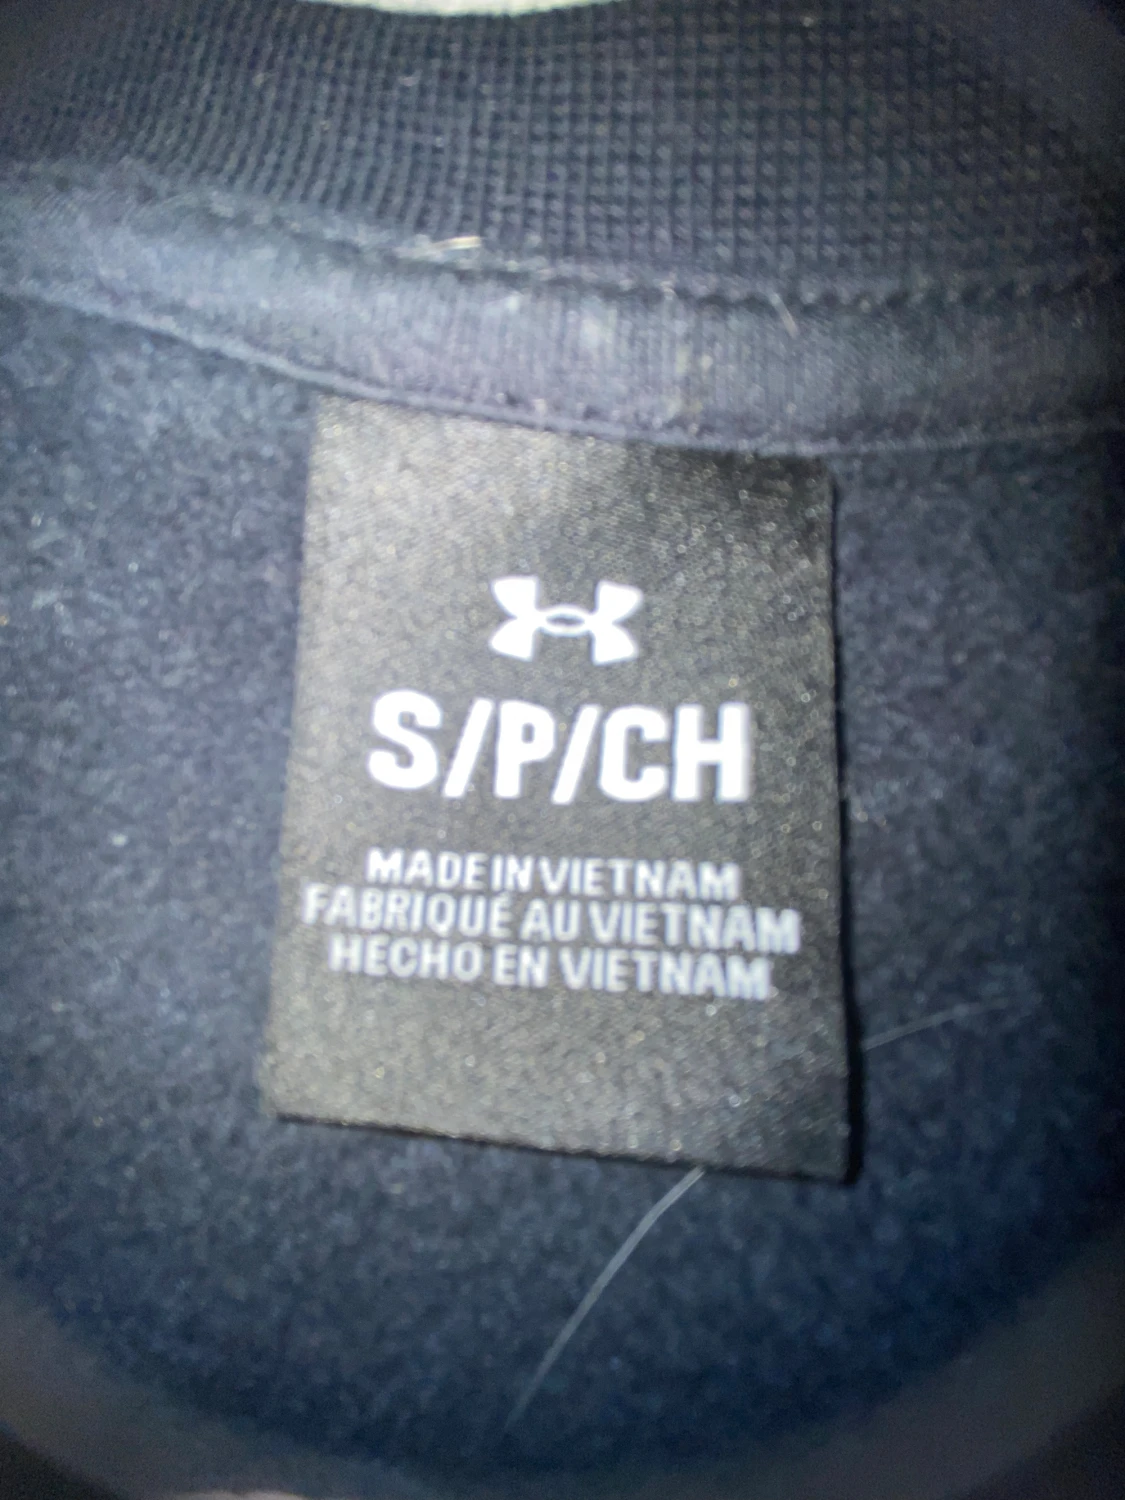 S/P/CH
MADE IN VIETNAM
FABRIQUÉ AU VIETNAM
HECHO EN VIETNAM